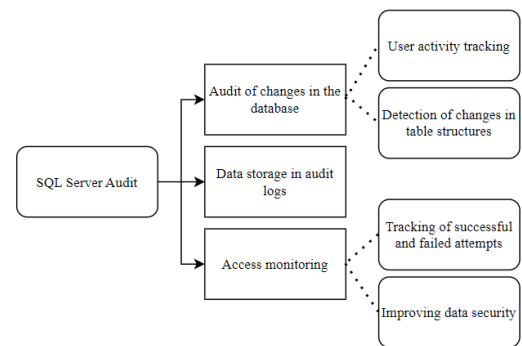 User activity tracking
Audit of changes in the
database
Detection of changes in
table structures
SQL Server Audit
Data storage in audit
logs
Tracking of successful
and failed attempts
Access monitoring
Improving data security